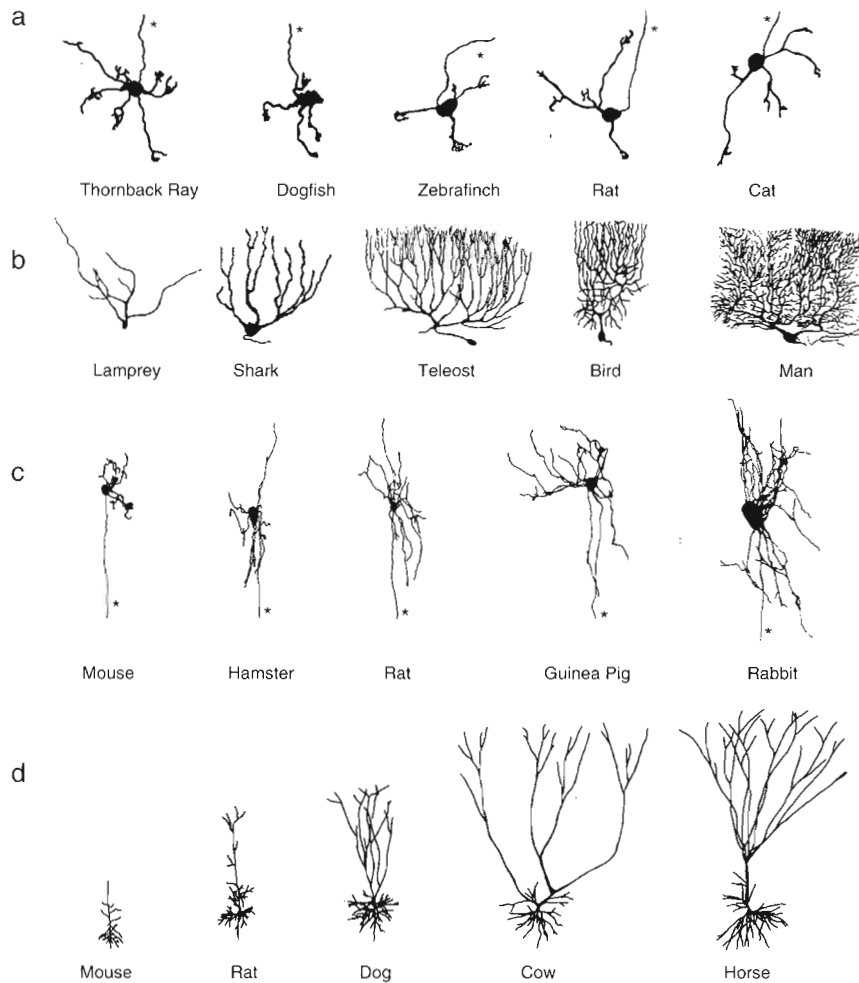 a
* * * * *
Thornback Ray Dogfish Zebrafinch Rat Cat
b
Lamprey Shark Teleost Bird Man
c
* * * * *
Mouse Hamster Rat Guinea Pig Rabbit
d
Mouse Rat Dog Cow Horse